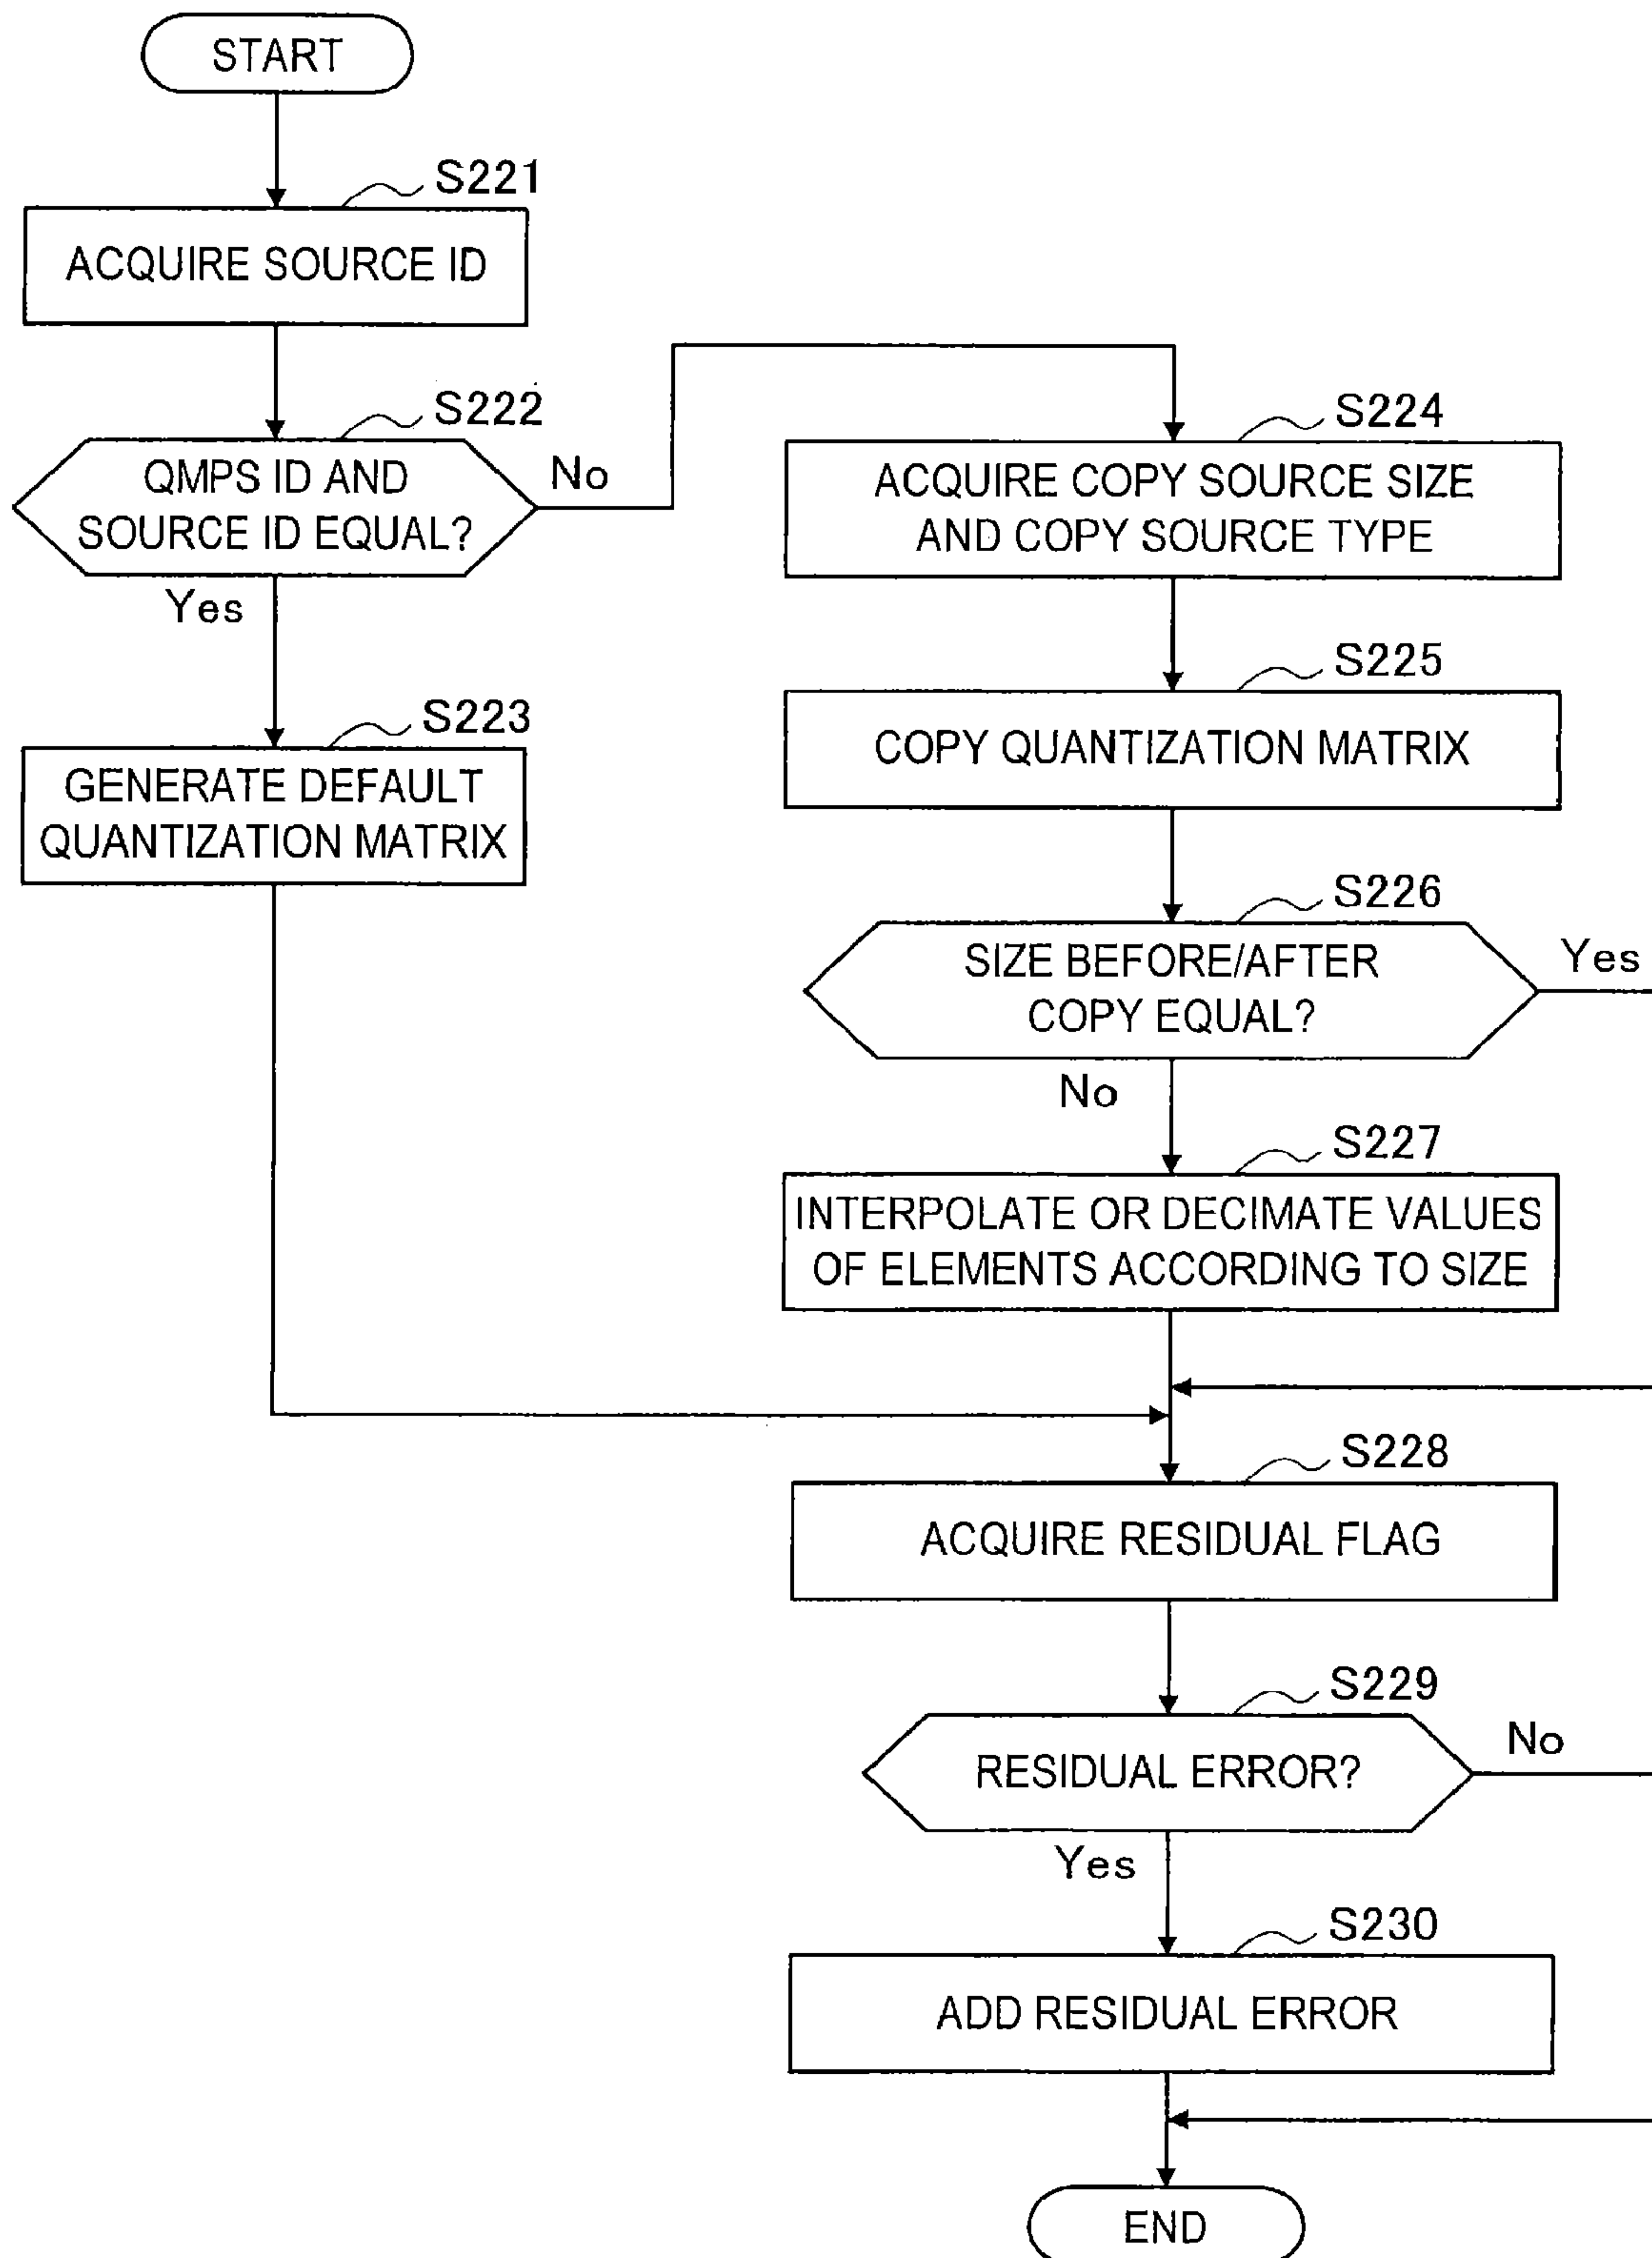 START
S221
ACQUIRE SOURCE ID
S222
QMPS ID AND
SOURCE ID EQUAL?
No
Yes
S223
GENERATE DEFAULT
QUANTIZATION MATRIX
S224
ACQUIRE COPY SOURCE SIZE
AND COPY SOURCE TYPE
S225
COPY QUANTIZATION MATRIX
S226
SIZE BEFORE/AFTER
COPY EQUAL?
Yes
No
S227
INTERPOLATE OR DECIMATE VALUES
OF ELEMENTS ACCORDING TO SIZE
S228
ACQUIRE RESIDUAL FLAG
S229
RESIDUAL ERROR?
No
Yes
S230
ADD RESIDUAL ERROR
END